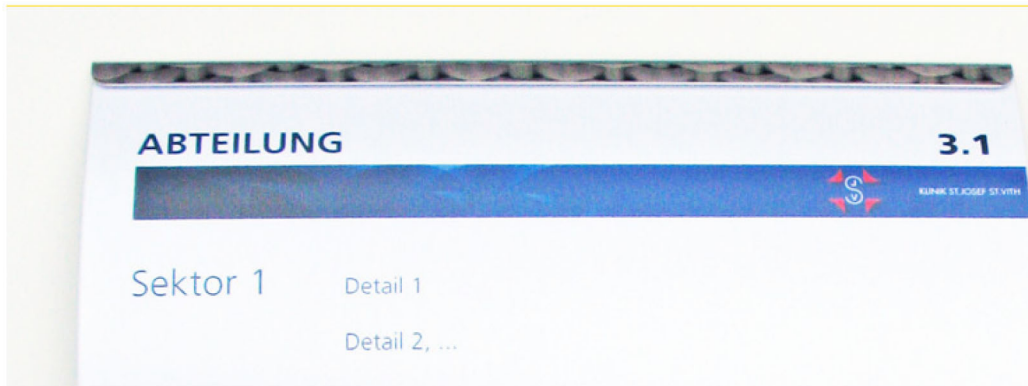 ABTEILUNG 3.1
KLINIK ST.JOSEF ST.VITH
Sektor 1 Detail 1
Detail 2, ...